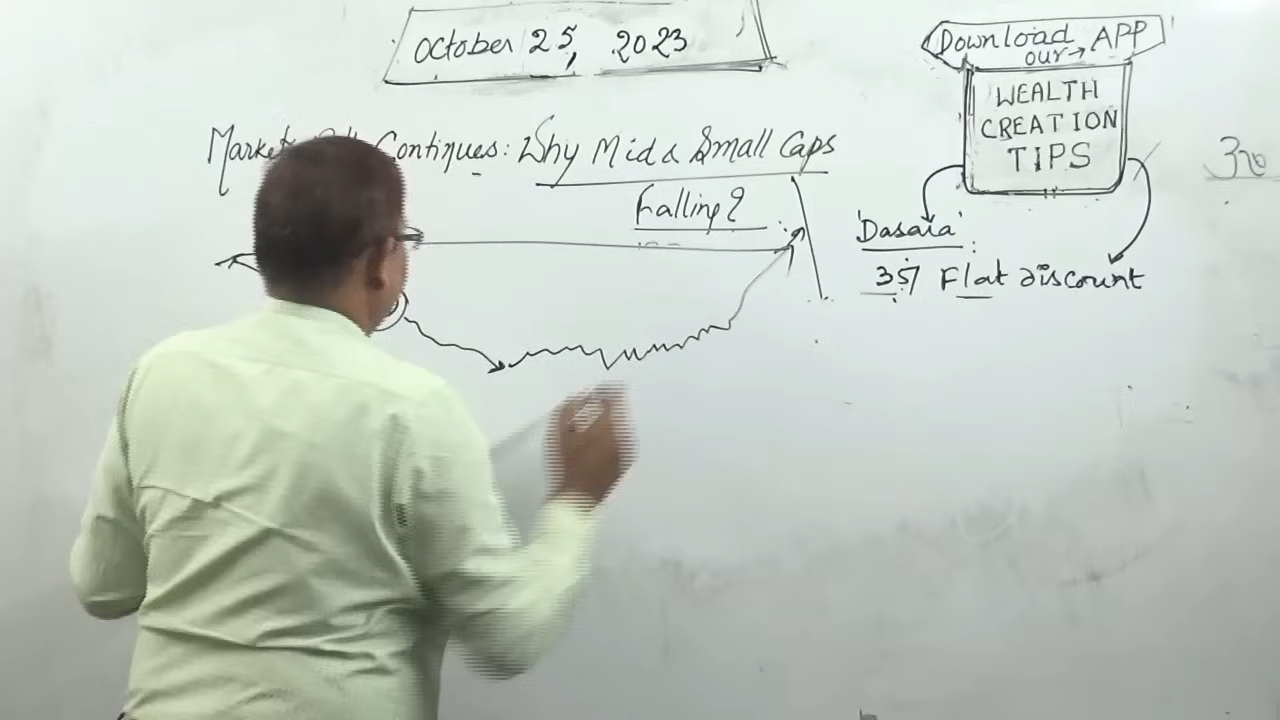 October 25, 2023
Download our → APP
WEALTH
CREATION
TIPS
Market Continues: Why Mid & Small Caps
Falling?
'Dasara':
35/ Flat discount